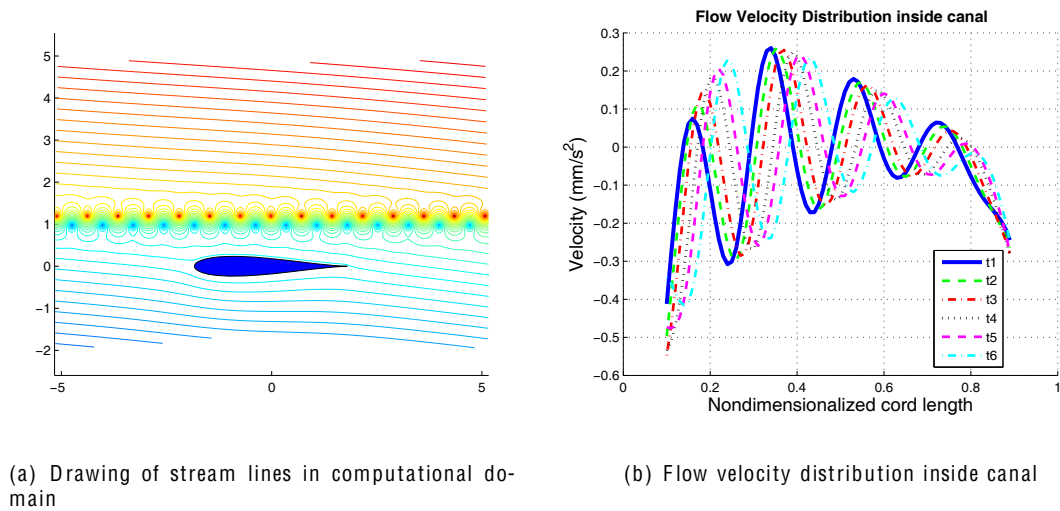 5
4
3
2
1
0
−1
−2
−5
0
5
Flow Velocity Distribution inside canal
0.3
0.2
0.1
0
−0.1
−0.2
−0.3
−0.4
−0.5
−0.6
Velocity (mm/s²)
t1
t2
t3
t4
t5
t6
0
0.2
0.4
0.6
0.8
1
Nondimensionalized cord length
(a) Drawing of stream lines in computational do-
main
(b) Flow velocity distribution inside canal